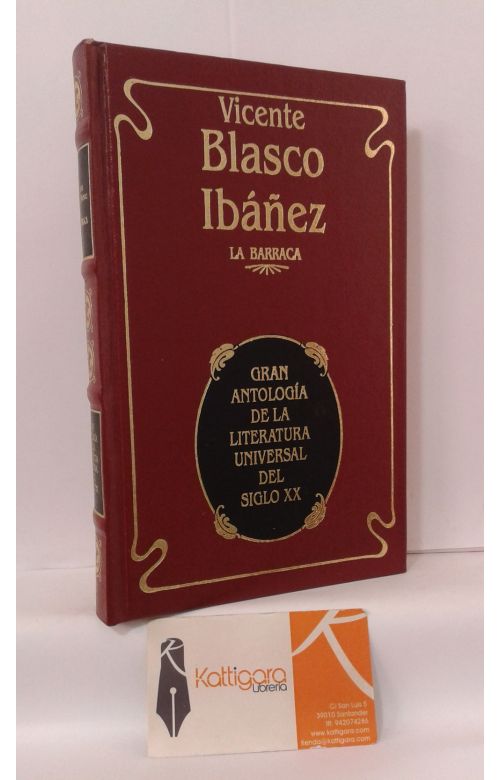 Vicente
Blasco
Ibáñez
LA BARRACA
GRAN
ANTOLOGÍA
DE LA
LITERATURA
UNIVERSAL
DEL
SIGLO XX
Kattigara
Librería
C/ San Luis 5
39010 Santander
tlf: 942074286
www.kattigara.com
tienda@kattigara.com